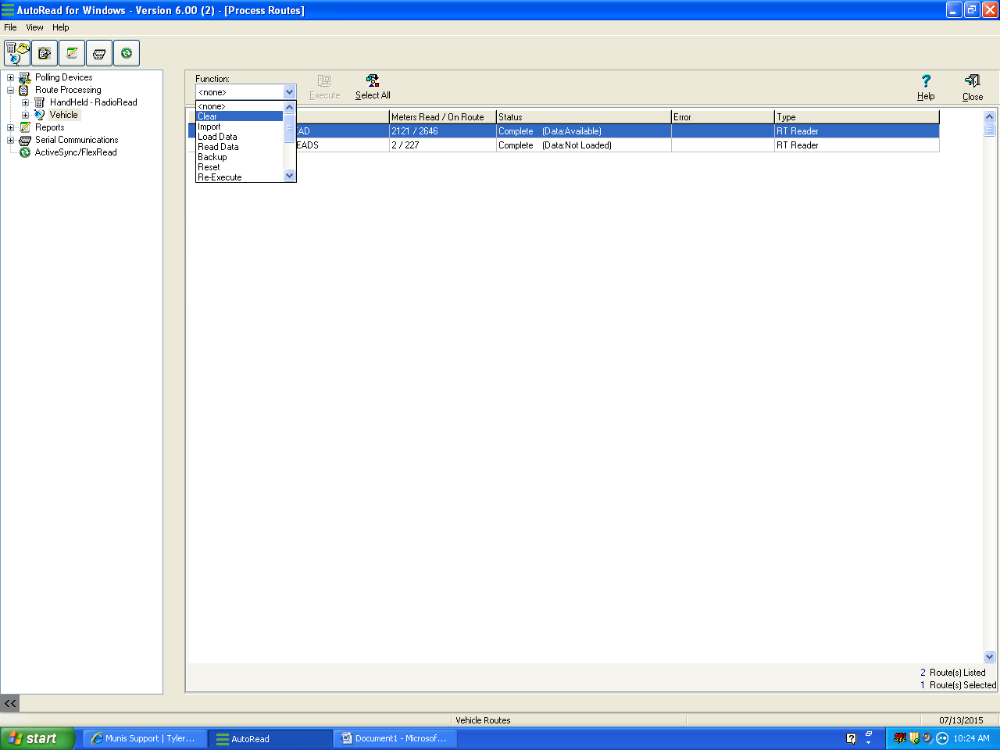 AutoRead for Windows - Version 6.00 (2) - [Process Routes]
File View Help
Polling Devices
Route Processing
HandHeld - RadioRead
Vehicle
Reports
Serial Communications
ActiveSync/FlexRead
Function:
<none>
Execute
Select All
Help
Close
<none>
Clear
Import
Load Data
Read Data
Backup
Reset
Re-Execute
Meters Read / On Route Status Error Type
EAD 2121 / 2646 Complete (Data:Available) RT Reader
EADS 2 / 227 Complete (Data:Not Loaded) RT Reader
2 Route(s) Listed
1 Route(s) Selected
<<
Vehicle Routes 07/13/2015
start Munis Support | Tyler... AutoRead Document1 - Microsof... 10:24 AM